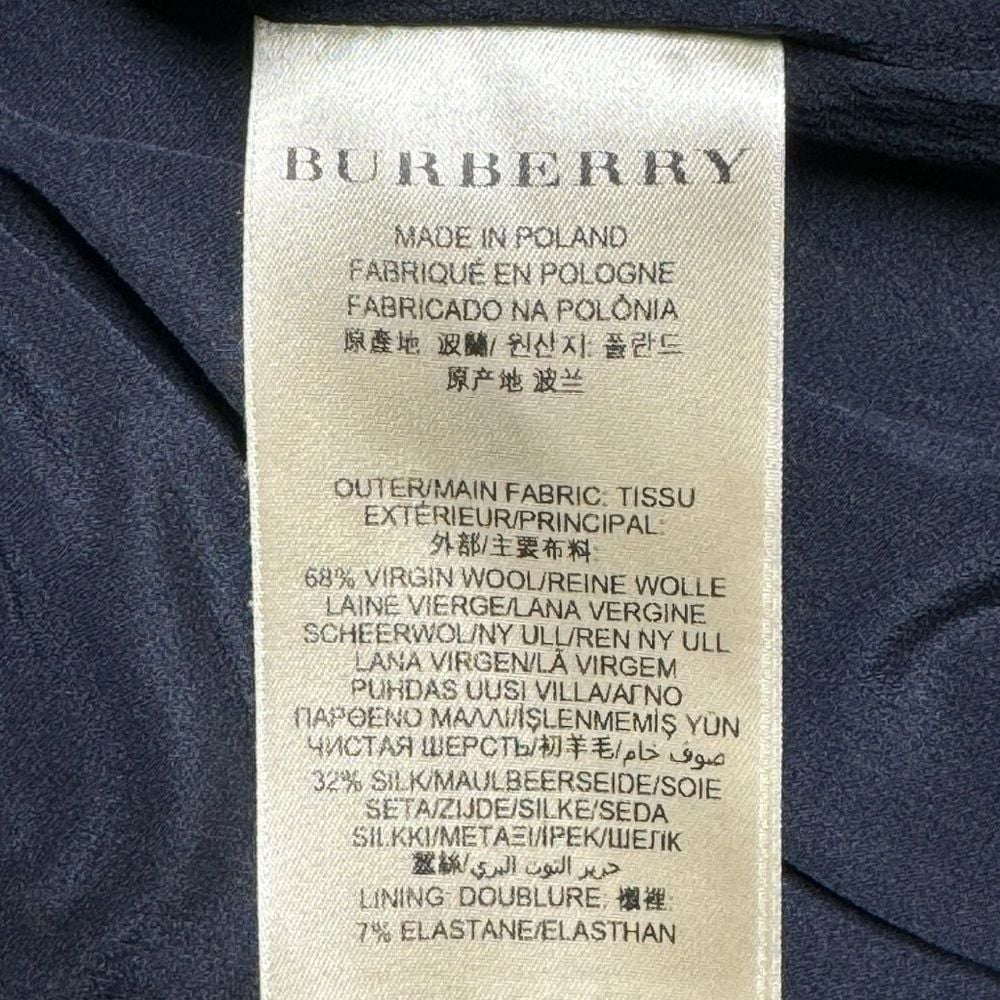 BURBERRY
MADE IN POLAND
FABRIQUÉ EN POLOGNE
FABRICADO NA POLÔNIA
原產地 波蘭/ 원산지: 폴란드
原产地 波兰
OUTER/MAIN FABRIC: TISSU
EXTÉRIEUR/PRINCIPAL:
外部/主要布料:
68% VIRGIN WOOL/REINE WOLLE
LAINE VIERGE/LANA VERGINE
SCHEERWOL/NY ULL/REN NY ULL
LANA VIRGEN/LÃ VIRGEM
PUHDAS UUSI VILLA/ΑΓΝΟ
ΠΑΡΘΕΝΟ ΜΑΛΛΙ/İŞLENMEMİŞ YÜN
ЧИСТАЯ ШЕРСТЬ/初羊毛/صوف خام
32% SILK/MAULBEERSEIDE/SOIE
SETA/ZIJDE/SILKE/SEDA
SILKKI/ΜΕΤΑΞΙ/İPEK/ШЕЛК
蠶絲/حرير التوت البري
LINING: DOUBLURE; 襯裡:
7% ELASTANE/ELASTHAN